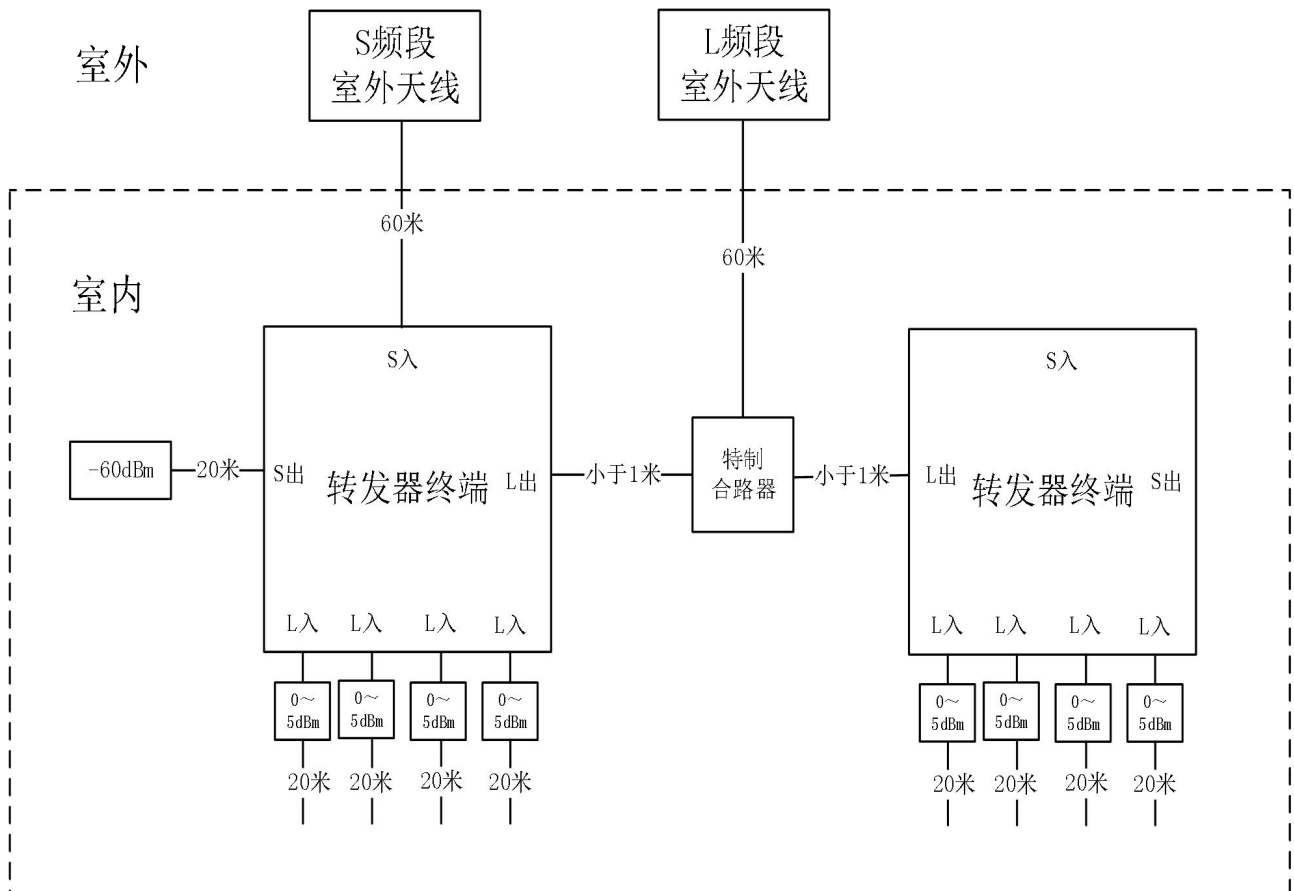 室外
S频段
室外天线
L频段
室外天线
60米
60米
室内
S入
S入
-60dBm
20米
S出
转发器终端
L出
小于1米
特制
合路器
小于1米
L出
转发器终端
S出
L入
L入
L入
L入
L入
L入
L入
L入
0～
5dBm
0～
5dBm
0～
5dBm
0～
5dBm
0～
5dBm
0～
5dBm
0～
5dBm
0～
5dBm
20米
20米
20米
20米
20米
20米
20米
20米